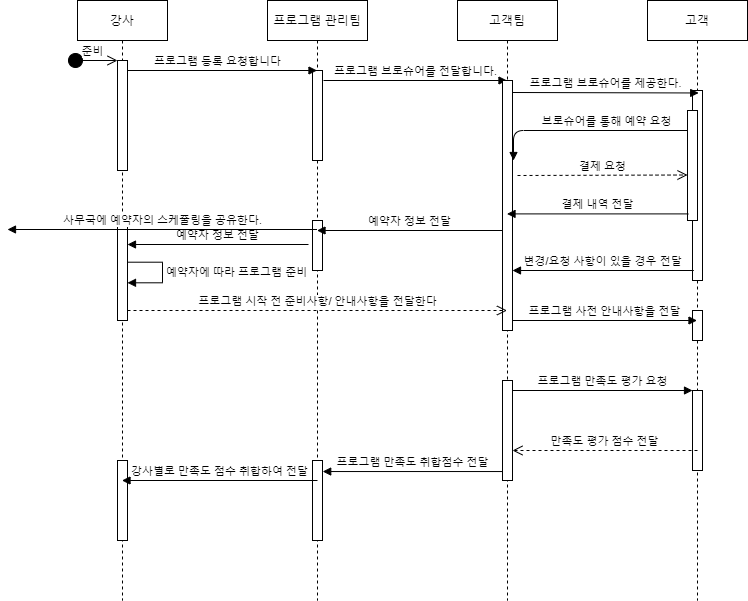 강사
프로그램 관리팀
고객팀
고객
준비
프로그램 등록 요청합니다
프로그램 브로슈어를 전달합니다.
프로그램 브로슈어를 제공한다.
브로슈어를 통해 예약 요청
결제 요청
결제 내역 전달
사무국에 예약자의 스케쥴링을 공유한다.
예약자 정보 전달
예약자 정보 전달
변경/요청 사항이 있을 경우 전달
예약자에 따라 프로그램 준비
프로그램 시작 전 준비사항/ 안내사항을 전달한다
프로그램 사전 안내사항을 전달
프로그램 만족도 평가 요청
만족도 평가 점수 전달
프로그램 만족도 취합점수 전달
강사별로 만족도 점수 취합하여 전달